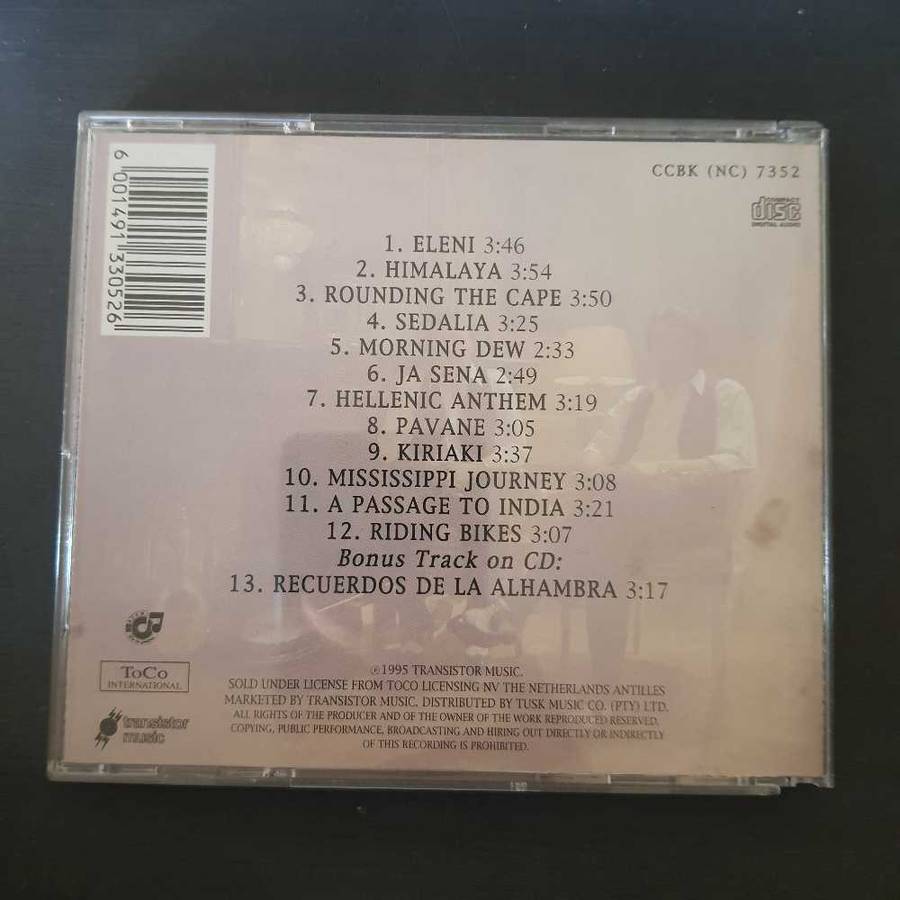 6 001491 330526
CCBK (NC) 7352
COMPACT
disc
DIGITAL AUDIO
1. ELENI 3:46
2. HIMALAYA 3:54
3. ROUNDING THE CAPE 3:50
4. SEDALIA 3:25
5. MORNING DEW 2:33
6. JA SENA 2:49
7. HELLENIC ANTHEM 3:19
8. PAVANE 3:05
9. KIRIAKI 3:37
10. MISSISSIPPI JOURNEY 3:08
11. A PASSAGE TO INDIA 3:21
12. RIDING BIKES 3:07
Bonus Track on CD:
13. RECUERDOS DE LA ALHAMBRA 3:17
ToCo
INTERNATIONAL
transistor
music
℗1995 TRANSISTOR MUSIC.
SOLD UNDER LICENSE FROM TOCO LICENSING NV THE NETHERLANDS ANTILLES
MARKETED BY TRANSISTOR MUSIC. DISTRIBUTED BY TUSK MUSIC CO. (PTY) LTD.
ALL RIGHTS OF THE PRODUCER AND OF THE OWNER OF THE WORK REPRODUCED RESERVED.
COPYING, PUBLIC PERFORMANCE, BROADCASTING AND HIRING OUT DIRECTLY OR INDIRECTLY
OF THIS RECORDING IS PROHIBITED.